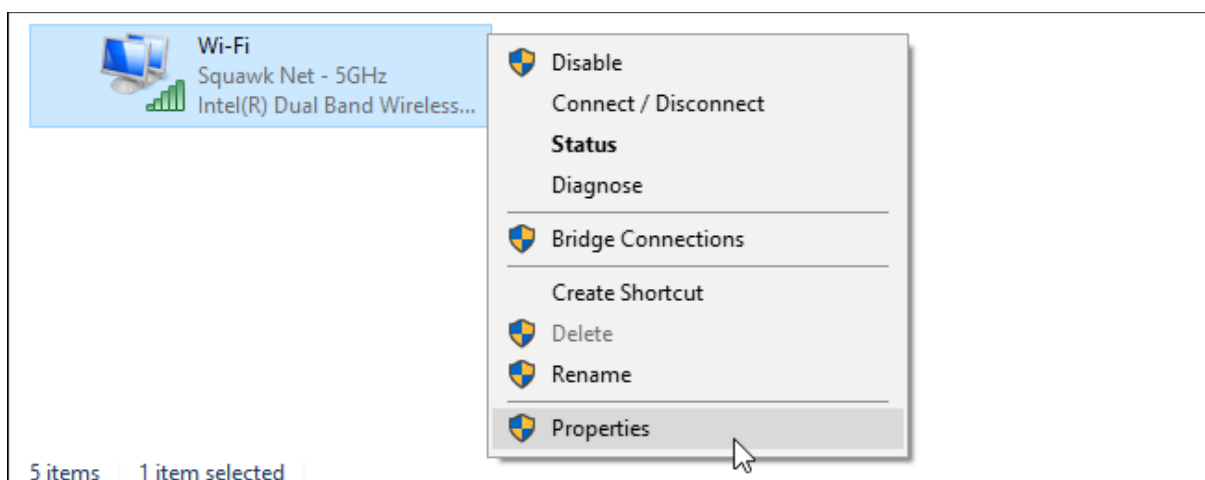 Wi-Fi
Squawk Net - 5GHz
Intel(R) Dual Band Wireless...
Disable
Connect / Disconnect
Status
Diagnose
Bridge Connections
Create Shortcut
Delete
Rename
Properties
5 items 1 item selected